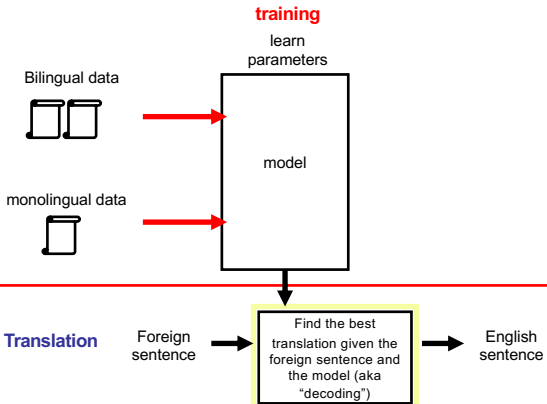 training
learn
parameters
Bilingual data
model
monolingual data
Translation
Foreign
sentence
Find the best
translation given the
foreign sentence and
the model (aka
“decoding”)
English
sentence